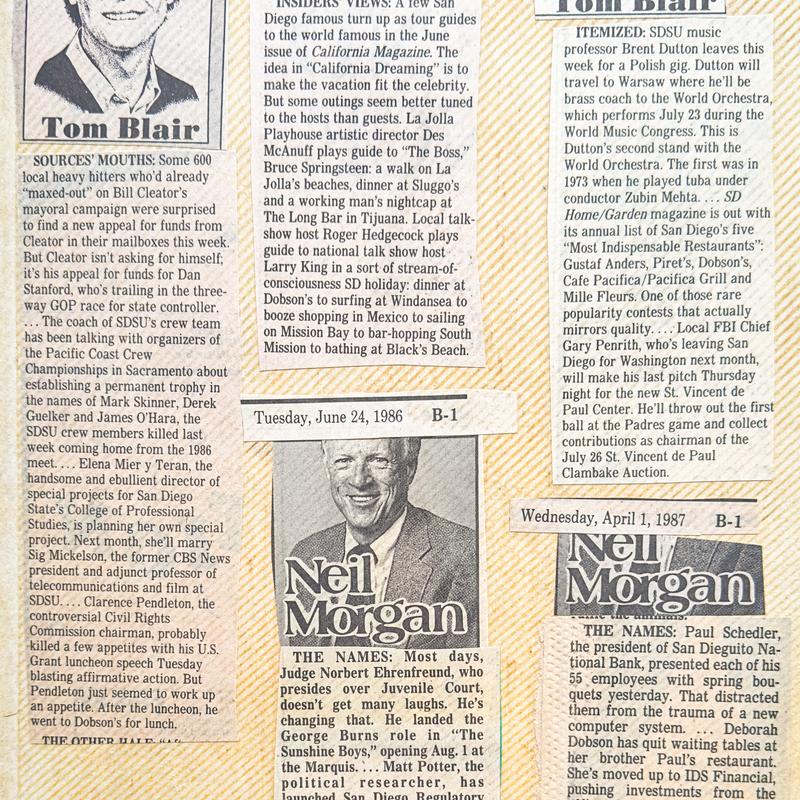 Tom Blair
SOURCES' MOUTHS: Some 600
local heavy hitters who'd already
"maxed-out" on Bill Cleator's
mayoral campaign were surprised
to find a new appeal for funds from
Cleator in their mailboxes this week.
But Cleator isn't asking for himself;
it's his appeal for funds for Dan
Stanford, who's trailing in the three-
way GOP race for state controller.
. . . The coach of SDSU's crew team
has been talking with organizers of
the Pacific Coast Crew
Championships in Sacramento about
establishing a permanent trophy in
the names of Mark Skinner, Derek
Guelker and James O'Hara, the
SDSU crew members killed last
week coming home from the 1986
meet. . . . Elena Mier y Teran, the
handsome and ebullient director of
special projects for San Diego
State's College of Professional
Studies, is planning her own special
project. Next month, she'll marry
Sig Mickelson, the former CBS News
president and adjunct professor of
telecommunications and film at
SDSU. . . . Clarence Pendleton, the
controversial Civil Rights
Commission chairman, probably
killed a few appetites with his U.S.
Grant luncheon speech Tuesday
blasting affirmative action. But
Pendleton just seemed to work up
an appetite. After the luncheon, he
went to Dobson's for lunch.
THE OTHER HALF:
INSIDERS' VIEWS: A few San
Diego famous turn up as tour guides
to the world famous in the June
issue of California Magazine. The
idea in "California Dreaming" is to
make the vacation fit the celebrity.
But some outings seem better tuned
to the hosts than guests. La Jolla
Playhouse artistic director Des
McAnuff plays guide to "The Boss,"
Bruce Springsteen: a walk on La
Jolla's beaches, dinner at Sluggo's
and a working man's nightcap at
The Long Bar in Tijuana. Local talk-
show host Roger Hedgecock plays
guide to national talk show host
Larry King in a sort of stream-of-
consciousness SD holiday: dinner at
Dobson's to surfing at Windansea to
booze shopping in Mexico to sailing
on Mission Bay to bar-hopping South
Mission to bathing at Black's Beach.
Tuesday, June 24, 1986 B-1
Neil
Morgan
THE NAMES: Most days,
Judge Norbert Ehrenfreund, who
presides over Juvenile Court,
doesn't get many laughs. He's
changing that. He landed the
George Burns role in "The
Sunshine Boys," opening Aug. 1 at
the Marquis. . . . Matt Potter, the
political researcher, has
launched San Diego Regulatory
Tom Blair
ITEMIZED: SDSU music
professor Brent Dutton leaves this
week for a Polish gig. Dutton will
travel to Warsaw where he'll be
brass coach to the World Orchestra,
which performs July 23 during the
World Music Congress. This is
Dutton's second stand with the
World Orchestra. The first was in
1973 when he played tuba under
conductor Zubin Mehta. . . . SD
Home/Garden magazine is out with
its annual list of San Diego's five
"Most Indispensable Restaurants":
Gustaf Anders, Piret's, Dobson's,
Cafe Pacifica/Pacifica Grill and
Mille Fleurs. One of those rare
popularity contests that actually
mirrors quality. . . . Local FBI Chief
Gary Penrith, who's leaving San
Diego for Washington next month,
will make his last pitch Thursday
night for the new St. Vincent de
Paul Center. He'll throw out the first
ball at the Padres game and collect
contributions as chairman of the
July 26 St. Vincent de Paul
Clambake Auction.
Wednesday, April 1, 1987 B-1
Neil
Morgan
the animals.
THE NAMES: Paul Schedler,
the president of San Dieguito Na-
tional Bank, presented each of his
55 employees with spring bou-
quets yesterday. That distracted
them from the trauma of a new
computer system. . . . Deborah
Dobson has quit waiting tables at
her brother Paul's restaurant.
She's moved up to IDS Financial,
pushing investments from the